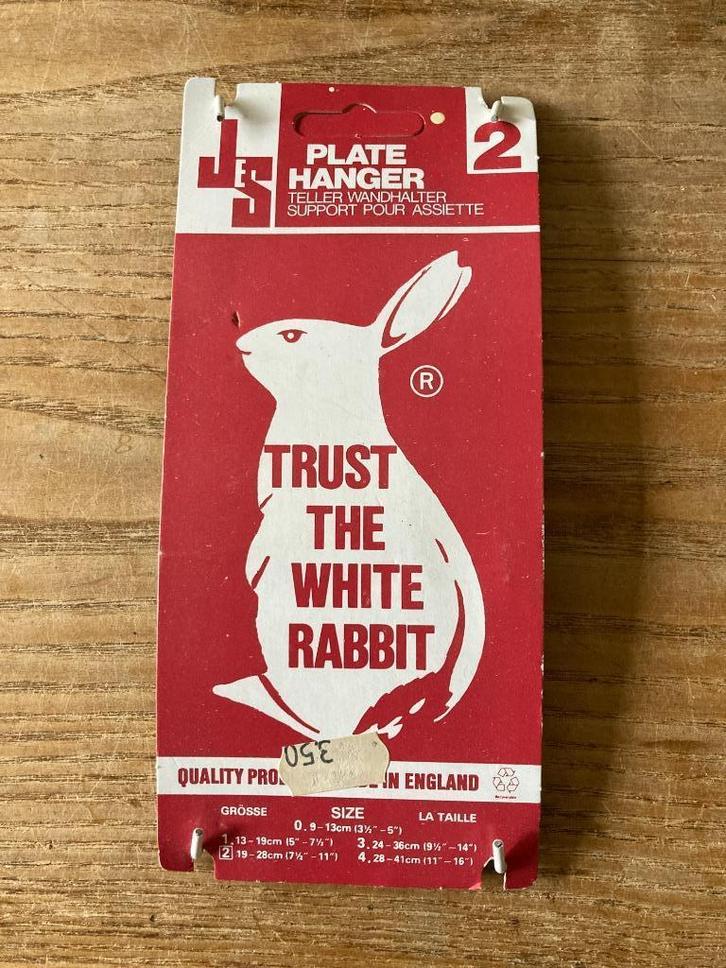 JES
2
PLATE
HANGER
TELLER WANDHALTER
SUPPORT POUR ASSIETTE
®
TRUST
THE
WHITE
RABBIT
3.50
QUALITY IN ENGLAND
GRÖSSE SIZE LA TAILLE
0. 9-13cm (3½"-5")
1. 13-19cm (5"-7½") 3. 24-36cm (9½"-14")
2 19-28cm (7½"-11") 4. 28-41cm (11"-16")